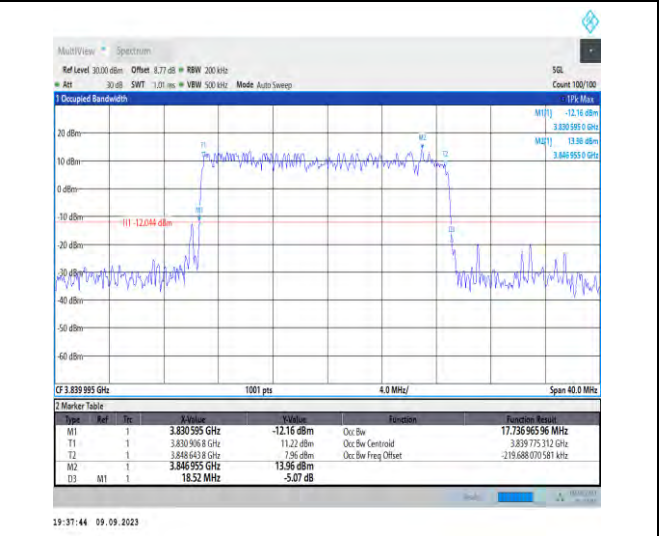 MultiView Spectrum
Ref Level 30.00 dBm Offset 8.77 dB RBW 200 kHz SGL
Att 30 dB SWT 1.01 ms VBW 500 kHz Mode Auto Sweep Count 100/100
1 Occupied Bandwidth 1Pk Max
M1[1] -12.16 dBm
3.830 595 0 GHz
M2[1] 13.96 dBm
3.846 955 0 GHz
20 dBm
10 dBm
0 dBm
-10 dBm
-20 dBm
-30 dBm
-40 dBm
-50 dBm
-60 dBm
T1
M2
T2
M1
H1 -12.044 dBm
D3
CF 3.839 995 GHz 1001 pts 4.0 MHz/ Span 40.0 MHz
2 Marker Table
Type Ref Trc X-Value Y-Value Function Function Result
M1 1 3.830 595 GHz -12.16 dBm Occ Bw 17.736 965 96 MHz
T1 1 3.830 906 8 GHz 11.22 dBm Occ Bw Centroid 3.839 775 312 GHz
T2 1 3.848 643 8 GHz 7.96 dBm Occ Bw Freq Offset -219.688 070 581 kHz
M2 1 3.846 955 GHz 13.96 dBm
D3 M1 1 18.52 MHz -5.07 dB
19:37:44 09.09.2023